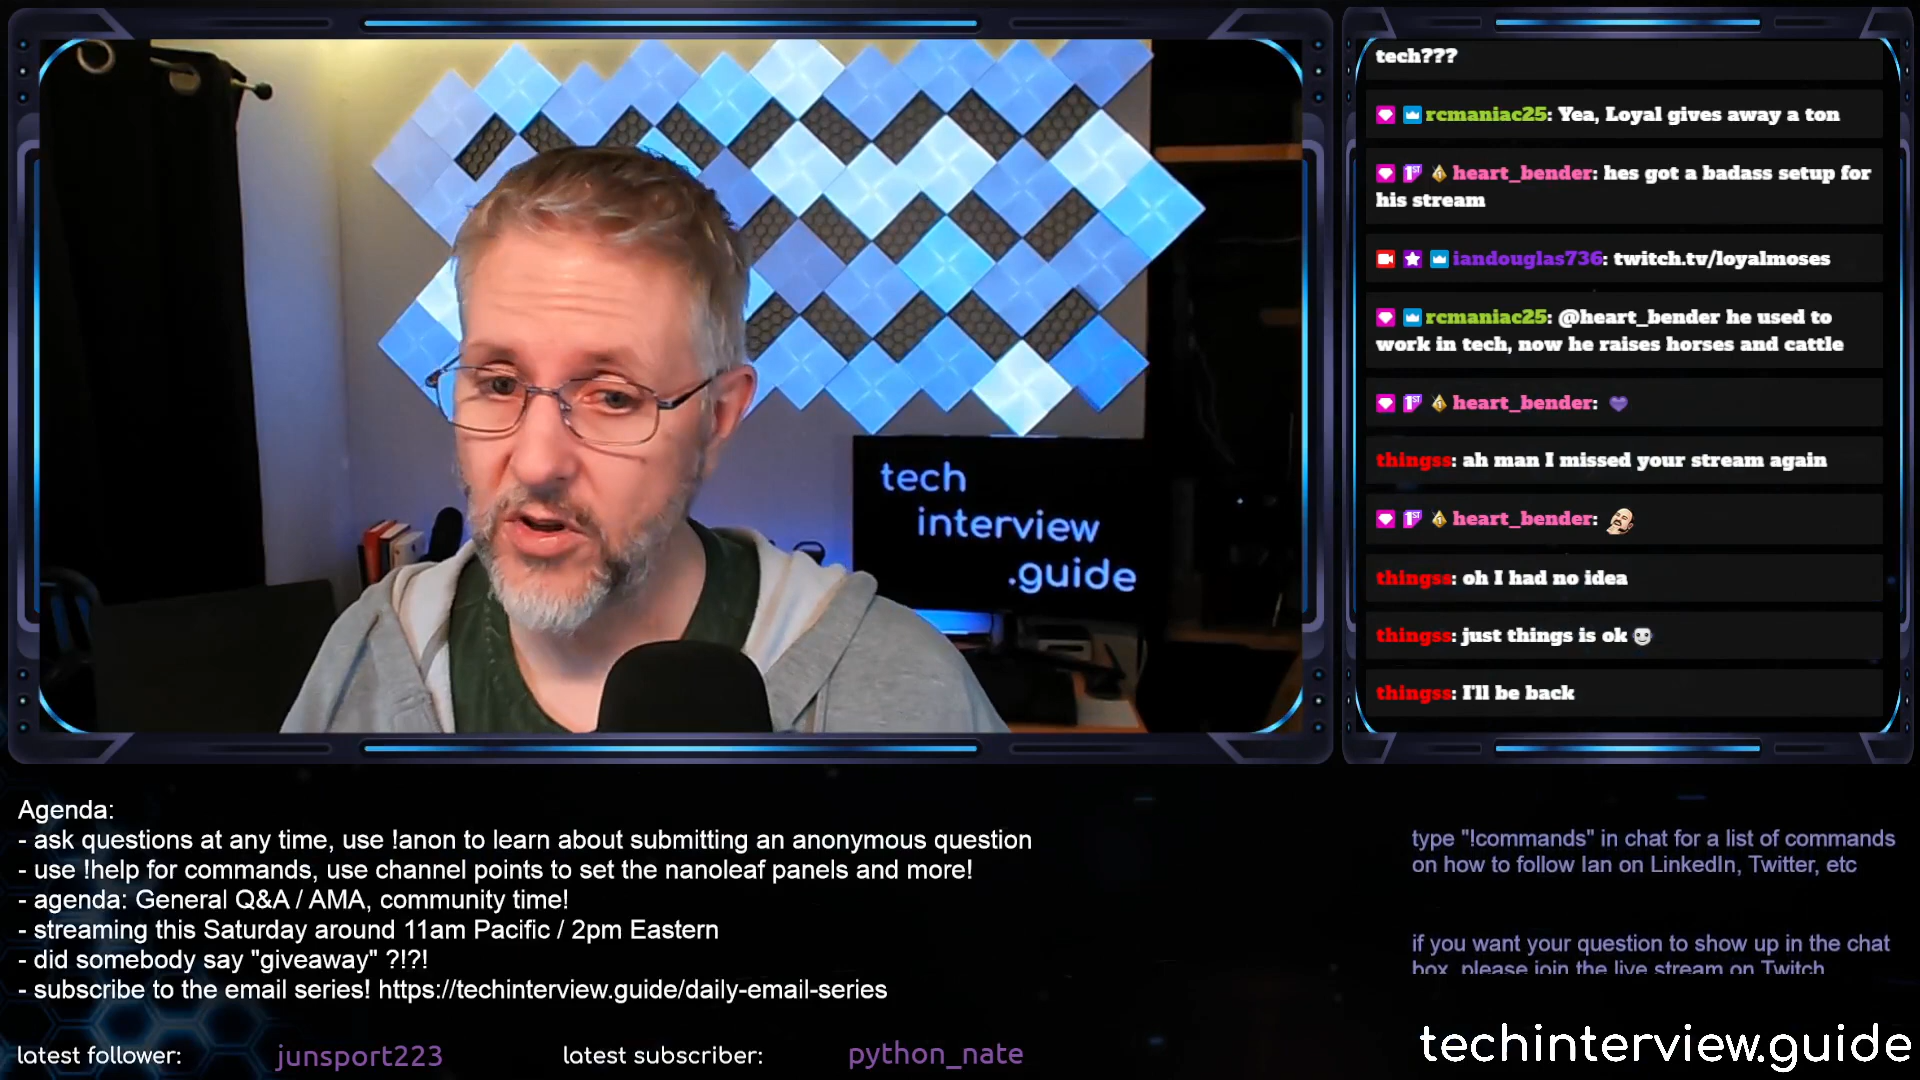 tech???
rcmaniac25: Yea, Loyal gives away a ton
heart_bender: hes got a badass setup for
his stream
iandouglas736: twitch.tv/loyalmoses
rcmaniac25: @heart_bender he used to
work in tech, now he raises horses and cattle
heart_bender:
thingss: ah man I missed your stream again
heart_bender:
thingss: oh I had no idea
thingss: just things is ok
thingss: I'll be back
tech
interview
.guide
Agenda:
- ask questions at any time, use !anon to learn about submitting an anonymous question
- use !help for commands, use channel points to set the nanoleaf panels and more!
- agenda: General Q&A / AMA, community time!
- streaming this Saturday around 11am Pacific / 2pm Eastern
- did somebody say "giveaway" ?!?!
- subscribe to the email series! https://techinterview.guide/daily-email-series
type "!commands" in chat for a list of commands
on how to follow Ian on LinkedIn, Twitter, etc
if you want your question to show up in the chat
box, please join the live stream on Twitch
latest follower: junsport223
latest subscriber: python_nate
techinterview.guide